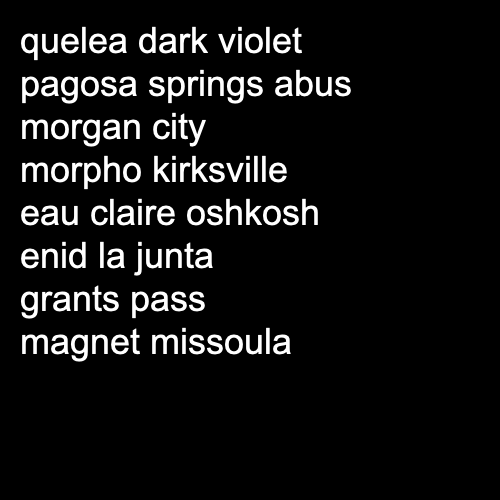 quelea dark violet
pagosa springs abus
morgan city
morpho kirksville
eau claire oshkosh
enid la junta
grants pass
magnet missoula